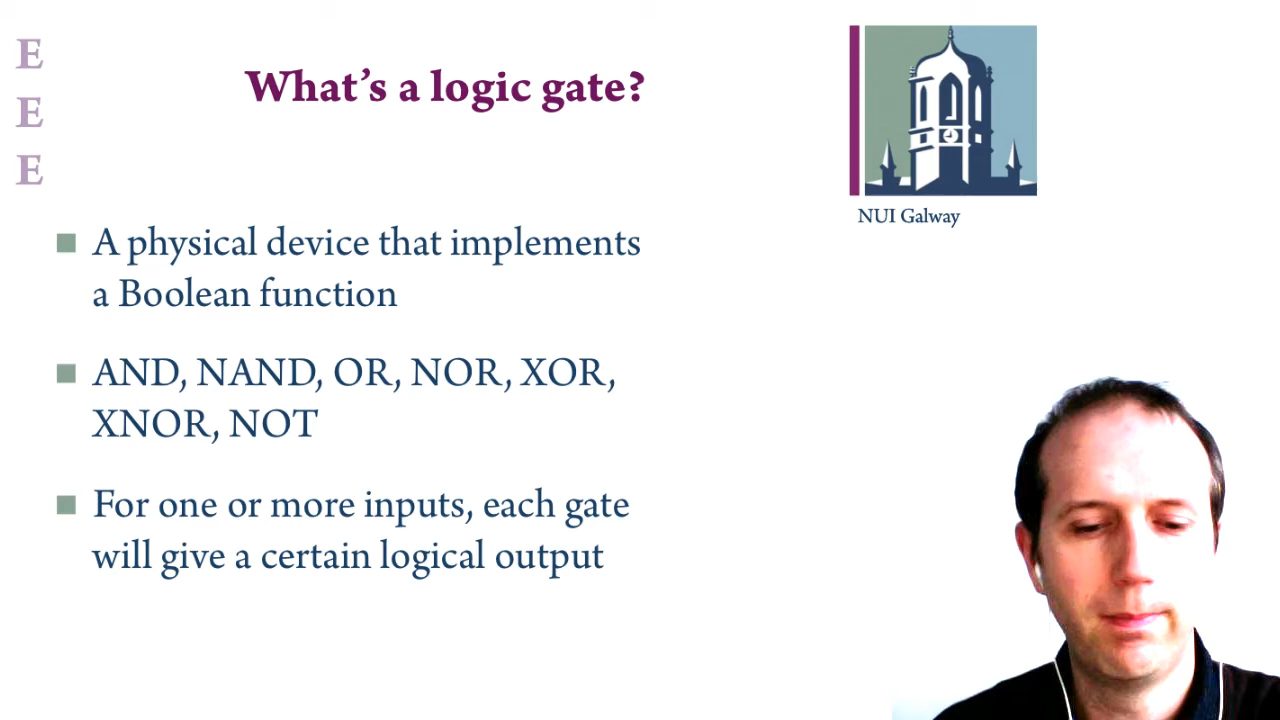 E
E
E
What's a logic gate?
NUI Galway
A physical device that implements
a Boolean function
AND, NAND, OR, NOR, XOR,
XNOR, NOT
For one or more inputs, each gate
will give a certain logical output